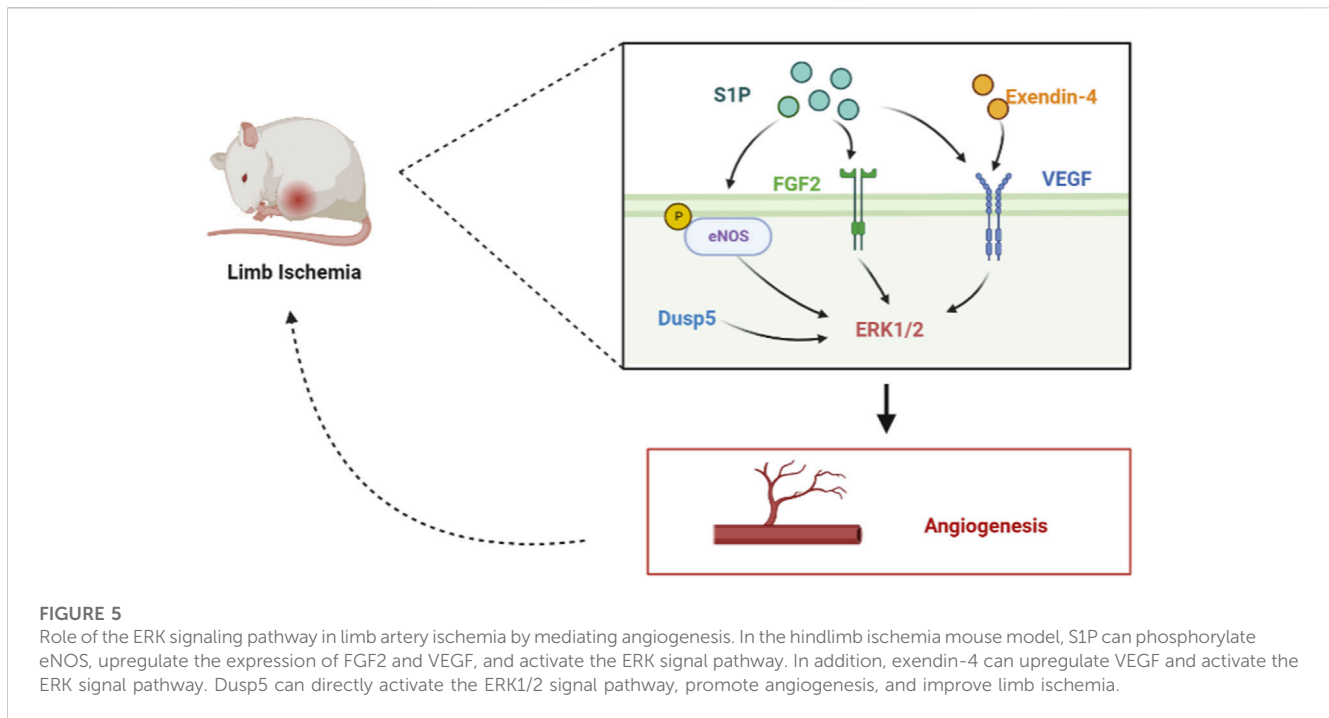 S1P
Exendin-4
FGF2
VEGF
P
eNOS
Limb Ischemia
Dusp5
ERK1/2
Angiogenesis
FIGURE 5
Role of the ERK signaling pathway in limb artery ischemia by mediating angiogenesis. In the hindlimb ischemia mouse model, S1P can phosphorylate
eNOS, upregulate the expression of FGF2 and VEGF, and activate the ERK signal pathway. In addition, exendin-4 can upregulate VEGF and activate the
ERK signal pathway. Dusp5 can directly activate the ERK1/2 signal pathway, promote angiogenesis, and improve limb ischemia.